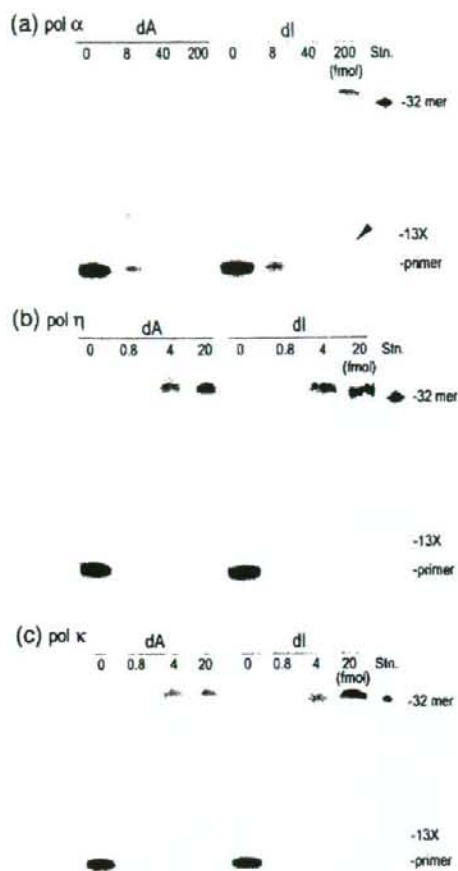 (a) pol α
dA dI
0 8 40 200 0 8 40 200 Stn.
(fmol)
-32 mer
-13X
-primer
(b) pol η
dA dI
0 0.8 4 20 0 0.8 4 20 Stn.
(fmol)
-32 mer
-13X
-primer
(c) pol κ
dA dI
0 0.8 4 20 0 0.8 4 20 Stn.
(fmol)
-32 mer
-13X
-primer